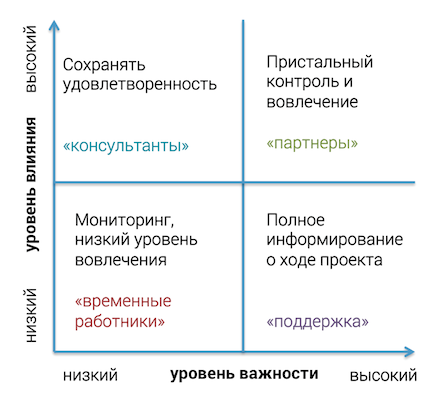 высокий
Сохранять
удовлетворенность
«консультанты»
Пристальный
контроль и
вовлечение
«партнеры»
уровень влияния
Мониторинг,
низкий уровень
вовлечения
«временные
работники»
Полное
информирование
о ходе проекта
«поддержка»
низкий
низкий
уровень важности
высокий